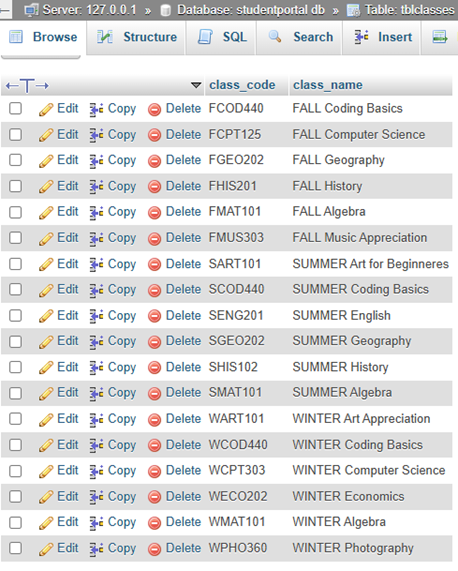 Server: 127.0.0.1 » Database: studentportal db » Table: tblclasses
Browse Structure SQL Search Insert
class_code class_name
Edit Copy Delete FCOD440 FALL Coding Basics
Edit Copy Delete FCPT125 FALL Computer Science
Edit Copy Delete FGEO202 FALL Geography
Edit Copy Delete FHIS201 FALL History
Edit Copy Delete FMAT101 FALL Algebra
Edit Copy Delete FMUS303 FALL Music Appreciation
Edit Copy Delete SART101 SUMMER Art for Beginneres
Edit Copy Delete SCOD440 SUMMER Coding Basics
Edit Copy Delete SENG201 SUMMER English
Edit Copy Delete SGEO202 SUMMER Geography
Edit Copy Delete SHIS102 SUMMER History
Edit Copy Delete SMAT101 SUMMER Algebra
Edit Copy Delete WART101 WINTER Art Appreciation
Edit Copy Delete WCOD440 WINTER Coding Basics
Edit Copy Delete WCPT303 WINTER Computer Science
Edit Copy Delete WECO202 WINTER Economics
Edit Copy Delete WMAT101 WINTER Algebra
Edit Copy Delete WPHO360 WINTER Photography